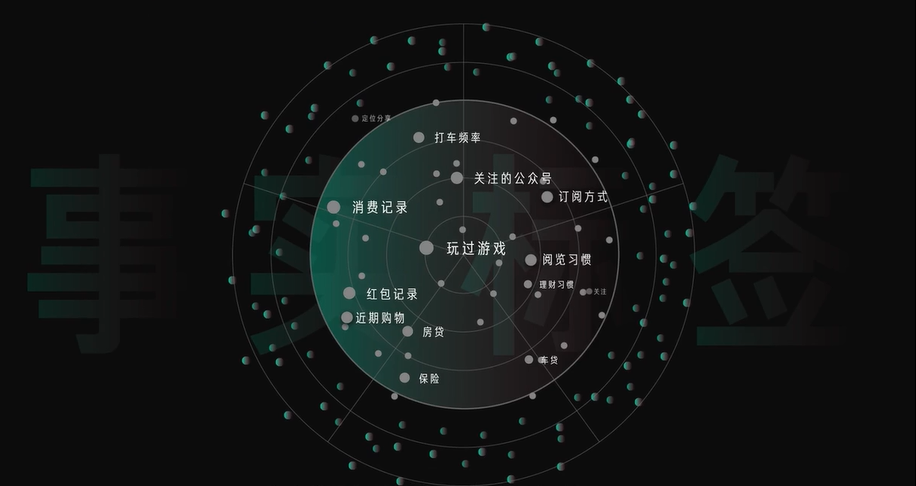 事实标签
定位分享
打车频率
关注的公众号
订阅方式
消费记录
玩过游戏
阅览习惯
理财习惯
关注
红包记录
近期购物
房贷
车贷
保险